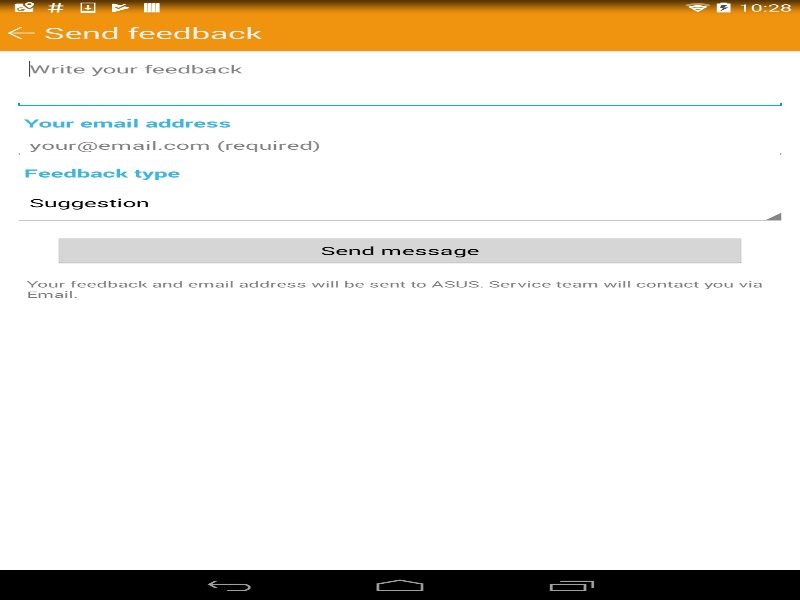 10:28
Send feedback
Write your feedback
Your email address
your@email.com (required)
Feedback type
Suggestion
Send message
Your feedback and email address will be sent to ASUS. Service team will contact you via
Email.